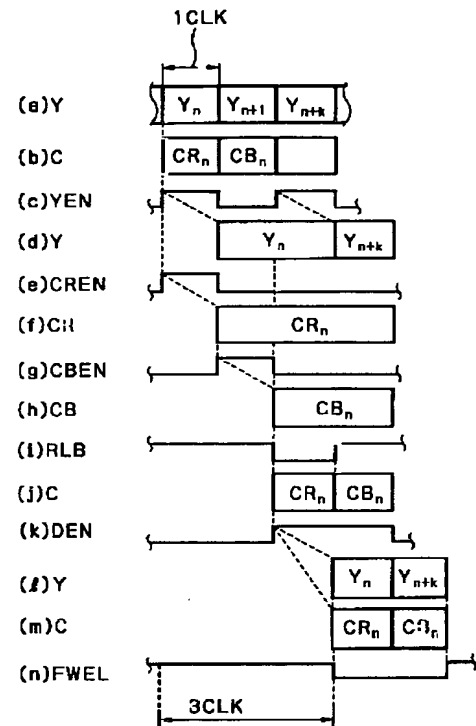 1CLK
(a)Y Yn Yn+1 Yn+k
(b)C CRn CBn
(c)YEN
(d)Y Yn Yn+k
(e)CREN
(f)CR CRn
(g)CBEN
(h)CB CBn
(i)RLB
(j)C CRn CBn
(k)DEN
(ℓ)Y Yn Yn+k
(m)C CRn CBn
(n)FWEL
3CLK